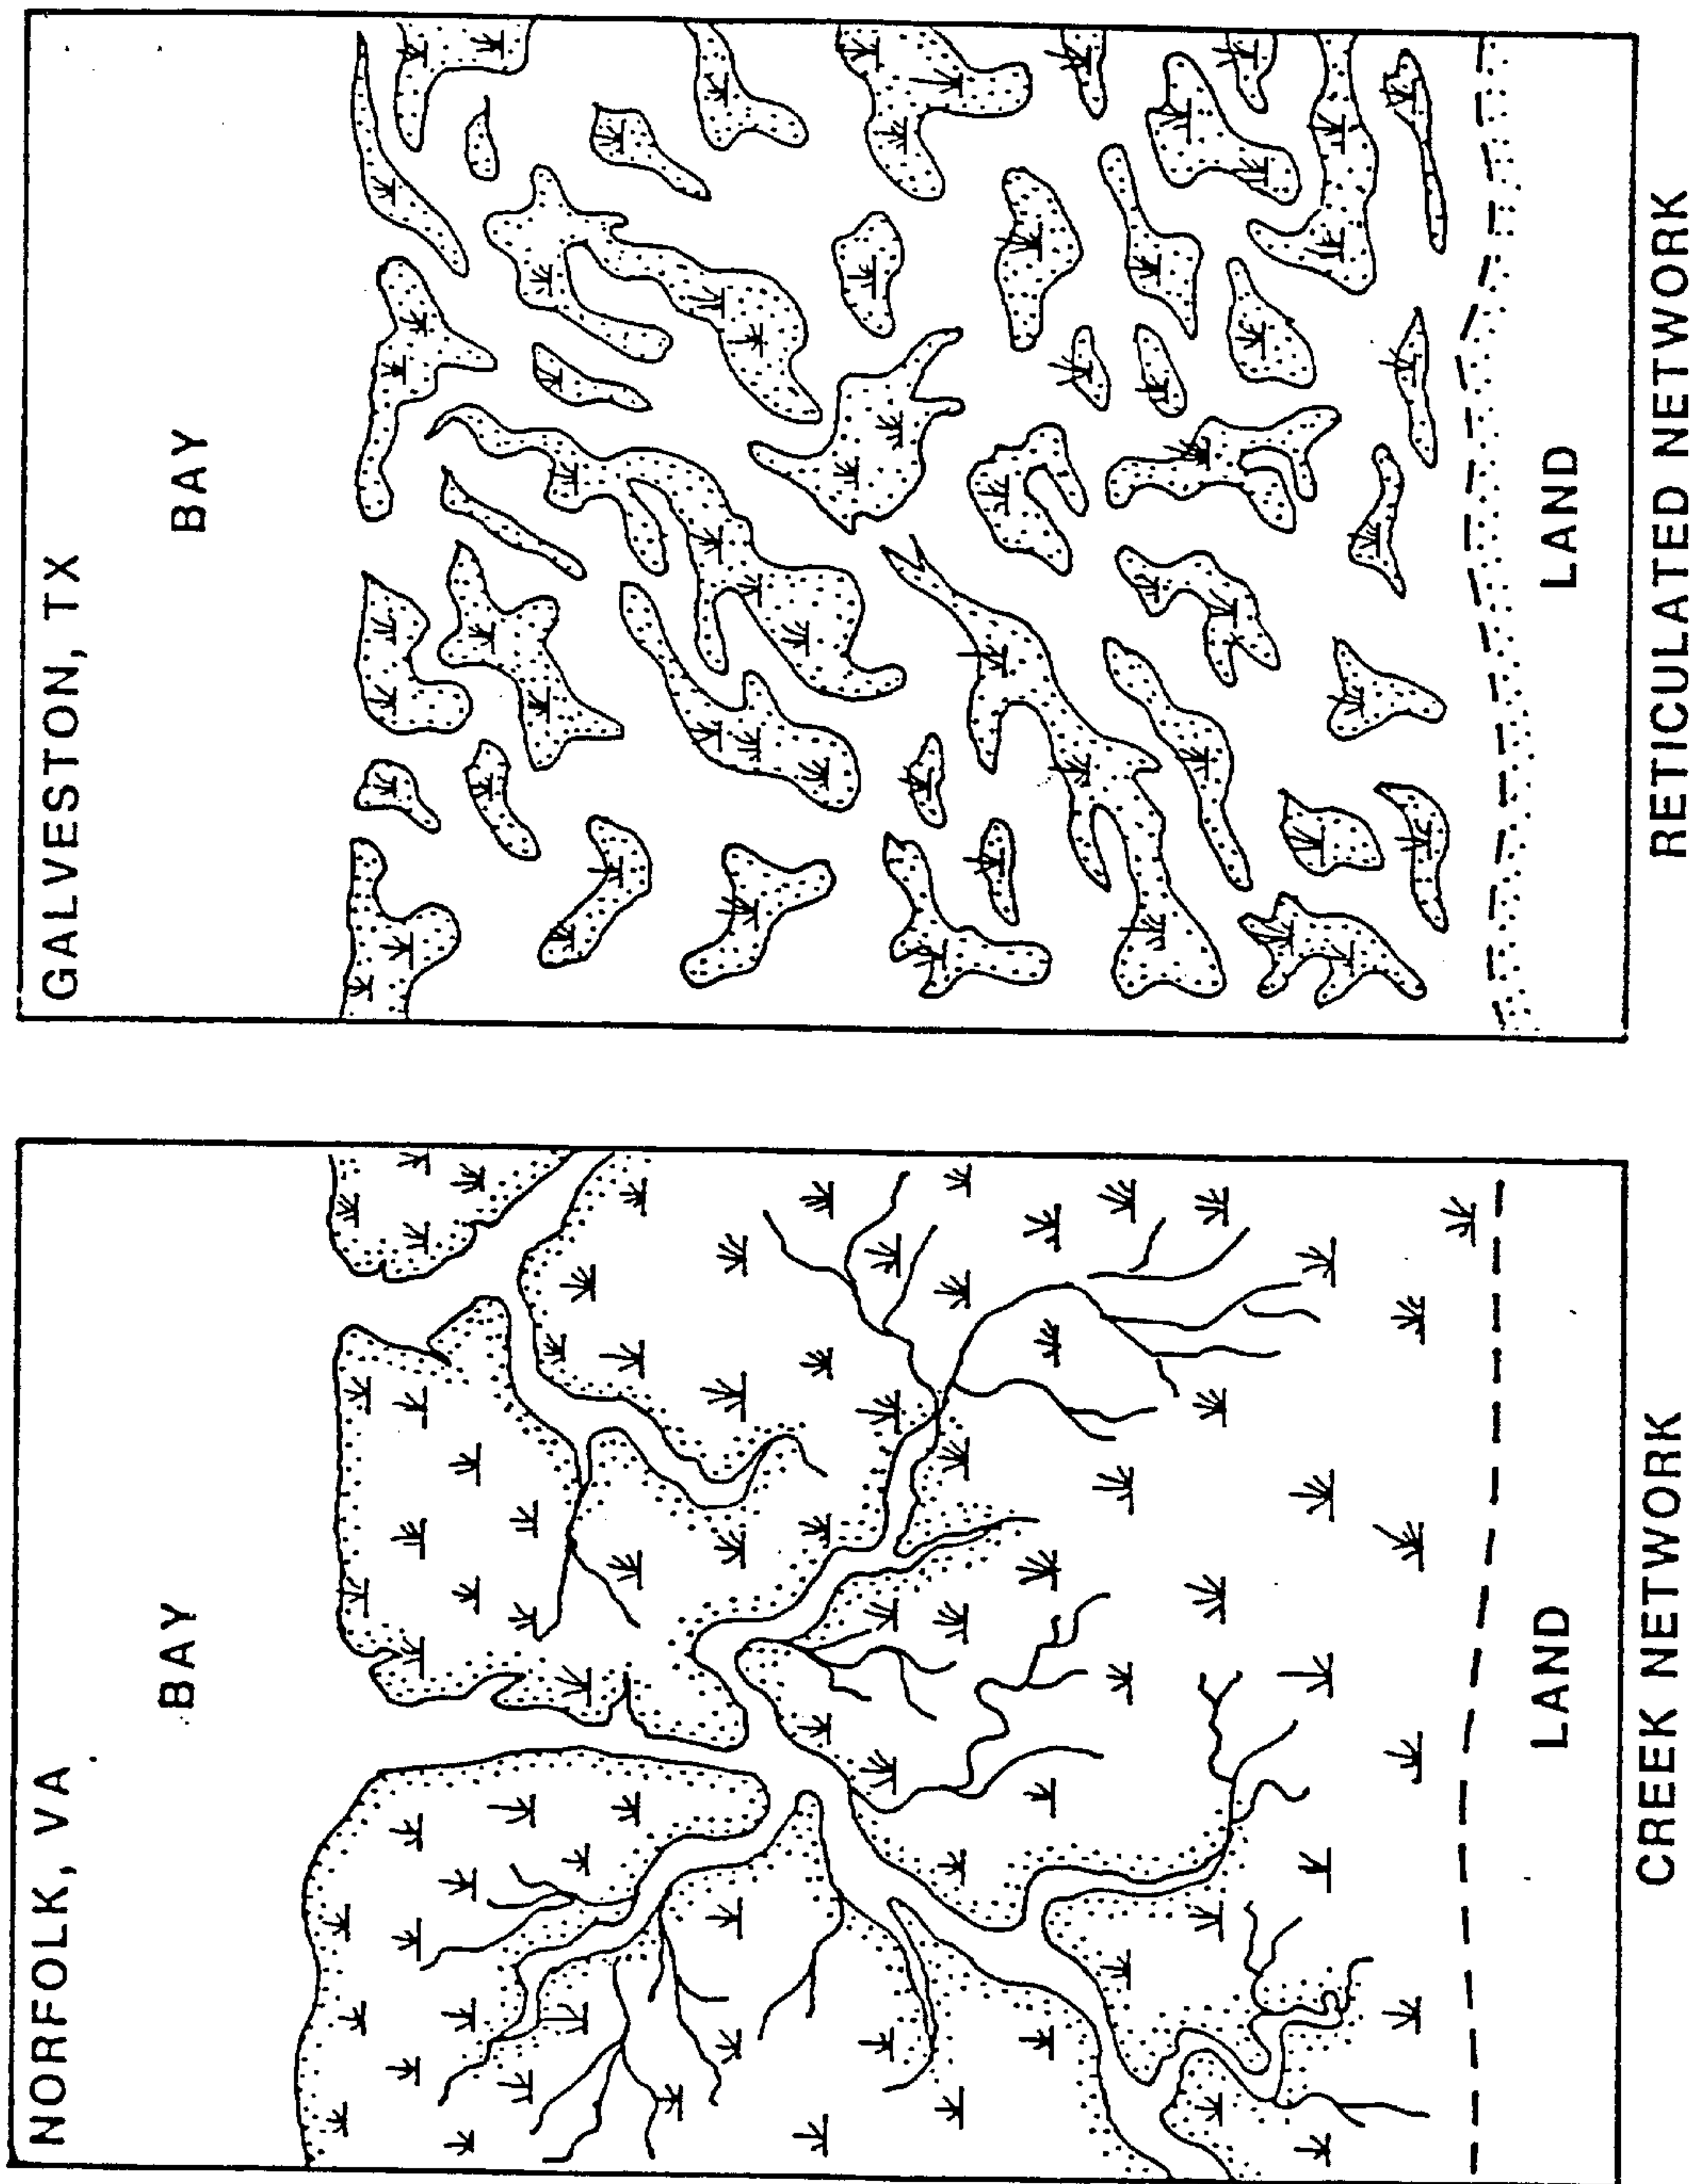 NORFOLK, VA
BAY
LAND
CREEK NETWORK
GALVESTON, TX
BAY
LAND
RETICULATED NETWORK